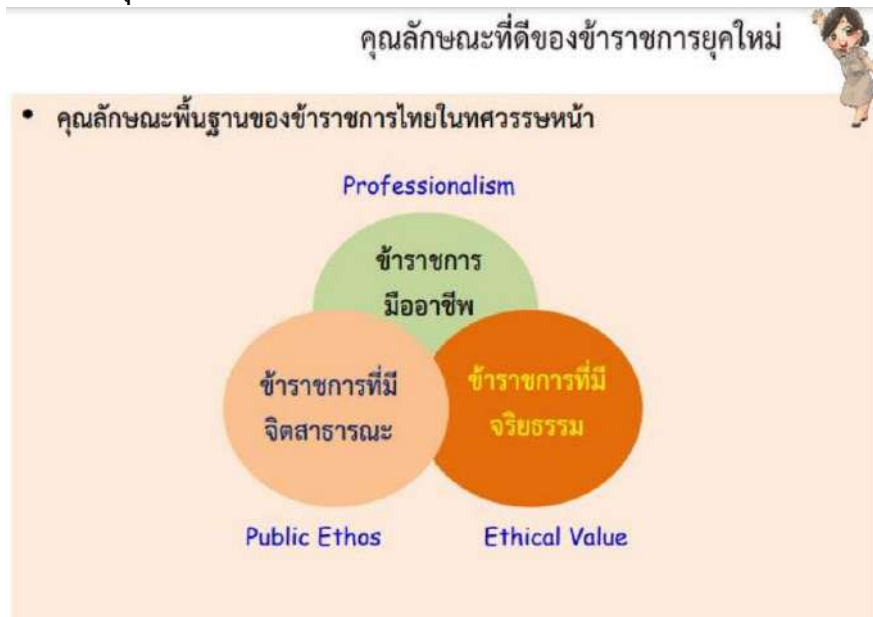 คุณลักษณะที่ดีของข้าราชการยุคใหม่
• คุณลักษณะพื้นฐานของข้าราชการไทยในทศวรรษหน้า
Professionalism
ข้าราชการ
มืออาชีพ
ข้าราชการที่มี
จิตสาธารณะ
ข้าราชการที่มี
จริยธรรม
Public Ethos
Ethical Value